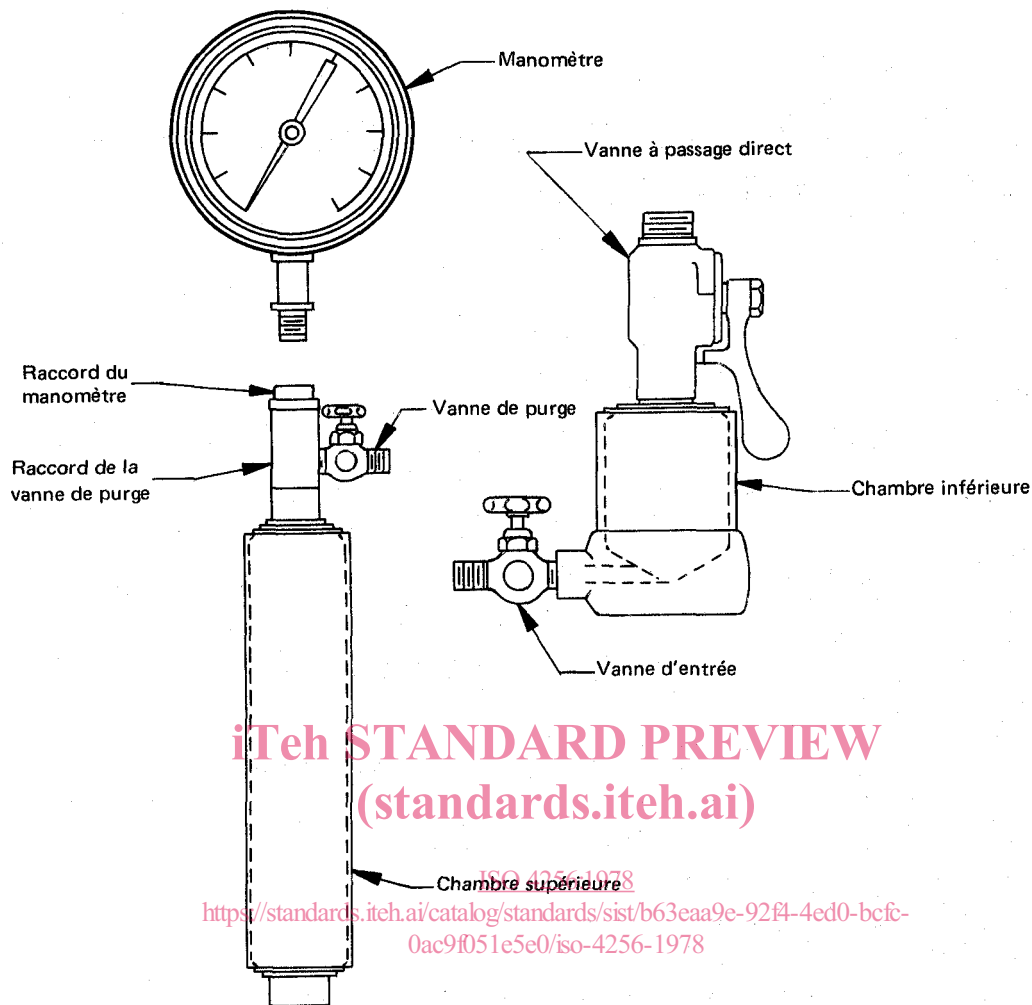 Manomètre
Vanne à passage direct
Raccord du
manomètre
Vanne de purge
Raccord de la
vanne de purge
Chambre inférieure
Vanne d'entrée
iTeh STANDARD PREVIEW
(standards.iteh.ai)
ISO 4256:1978
Chambre supérieure
https://standards.iteh.ai/catalog/standards/sist/b63eaa9e-92f4-4ed0-bcfc-
0ac9f051e5e0/iso-4256-1978